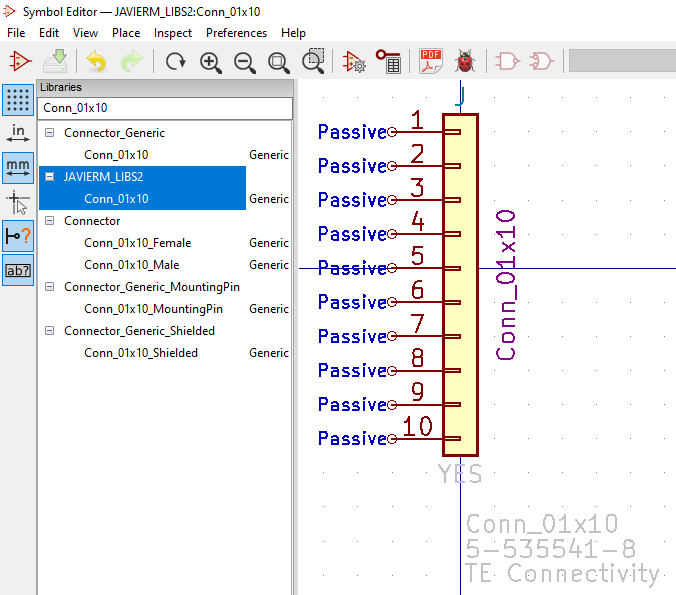 Symbol Editor — JAVIERM_LIBS2:Conn_01x10
File Edit View Place Inspect Preferences Help
PDF
in
mm
ab?
Libraries
Conn_01x10
Connector_Generic
Conn_01x10 Generic
JAVIERM_LIBS2
Conn_01x10 Generic
Connector
Conn_01x10_Female Generic
Conn_01x10_Male Generic
Connector_Generic_MountingPin
Conn_01x10_MountingPin Generic
Connector_Generic_Shielded
Conn_01x10_Shielded Generic
J
Passive 1
Passive 2
Passive 3
Passive 4
Passive 5
Passive 6
Passive 7
Passive 8
Passive 9
Passive 10
Conn_01x10
YES
Conn_01x10
5-535541-8
TE Connectivity